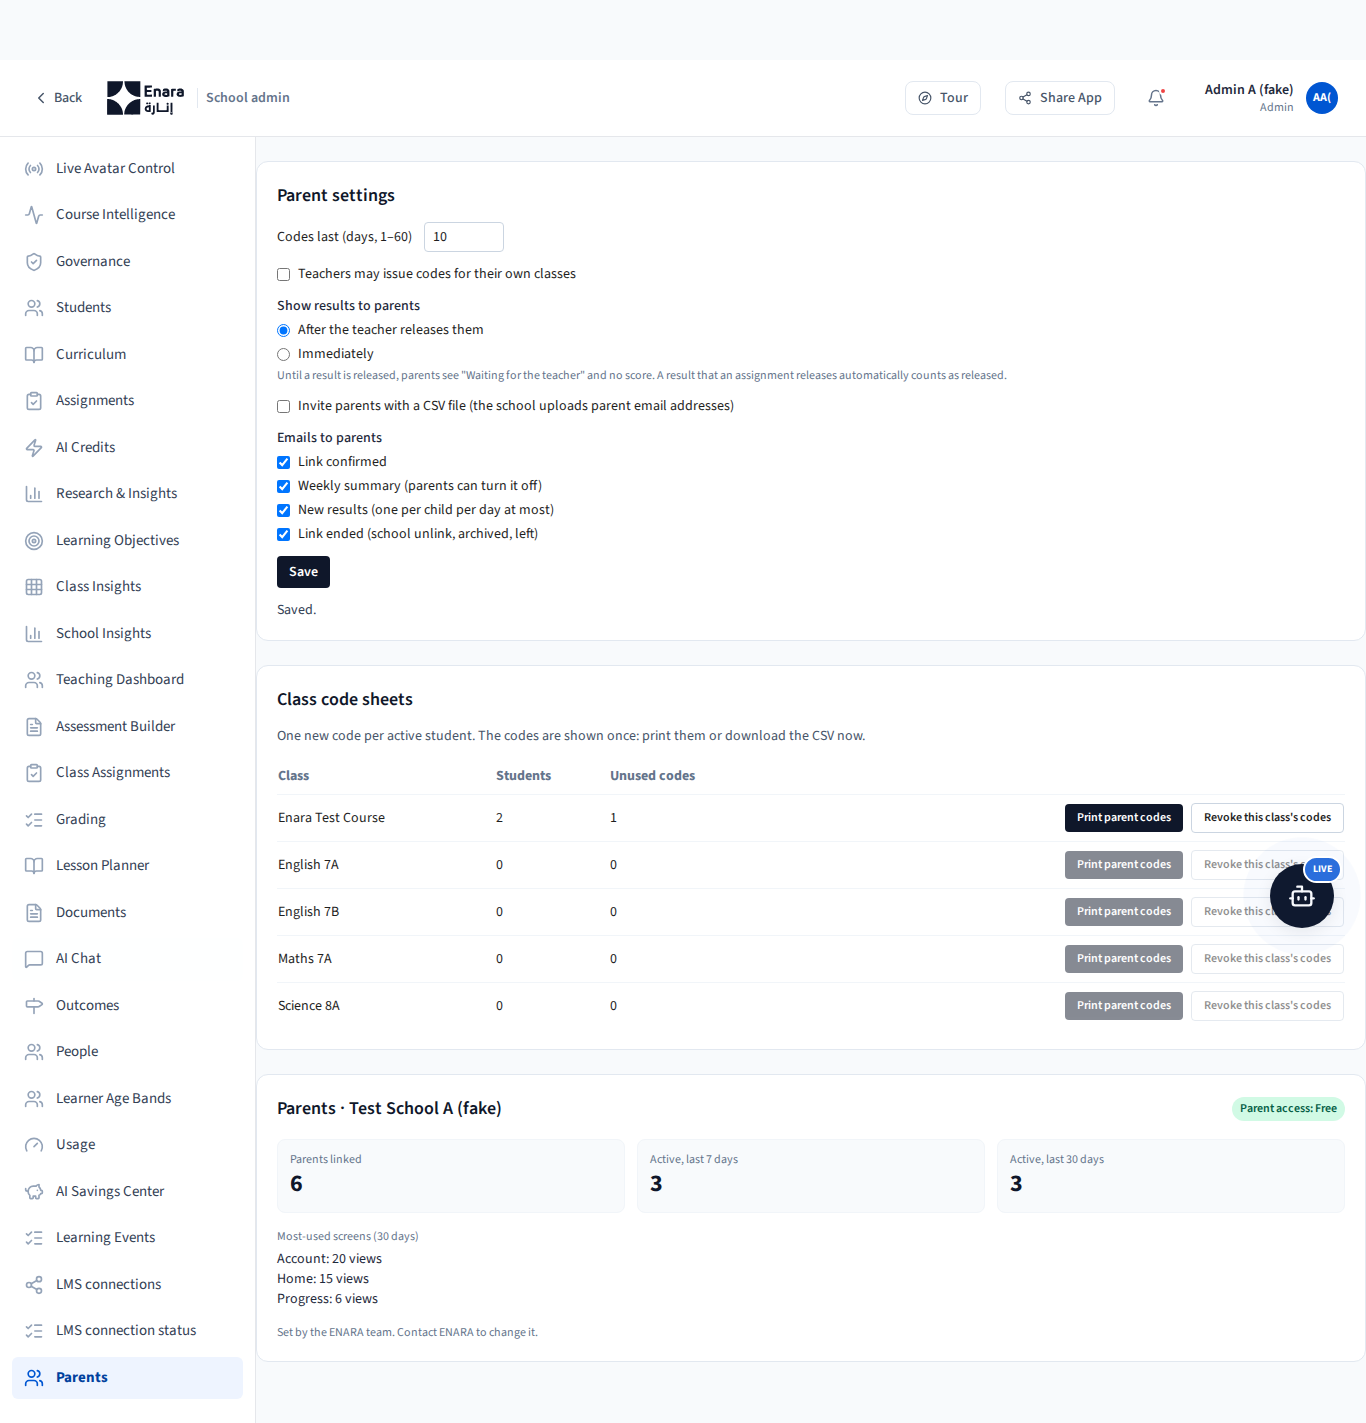 Back
Enara
إنارة
School admin
Tour
Share App
Admin A (fake)
Admin
AA(
Live Avatar Control
Course Intelligence
Governance
Students
Curriculum
Assignments
AI Credits
Research & Insights
Learning Objectives
Class Insights
School Insights
Teaching Dashboard
Assessment Builder
Class Assignments
Grading
Lesson Planner
Documents
AI Chat
Outcomes
People
Learner Age Bands
Usage
AI Savings Center
Learning Events
LMS connections
LMS connection status
Parents
Parent settings
Codes last (days, 1–60) 10
Teachers may issue codes for their own classes
Show results to parents
After the teacher releases them
Immediately
Until a result is released, parents see "Waiting for the teacher" and no score. A result that an assignment releases automatically counts as released.
Invite parents with a CSV file (the school uploads parent email addresses)
Emails to parents
Link confirmed
Weekly summary (parents can turn it off)
New results (one per child per day at most)
Link ended (school unlink, archived, left)
Save
Saved.
Class code sheets
One new code per active student. The codes are shown once: print them or download the CSV now.
Class Students Unused codes
Enara Test Course 2 1 Print parent codes Revoke this class's codes
English 7A 0 0 Print parent codes Revoke this class's
LIVE
English 7B 0 0 Print parent codes Revoke this
Maths 7A 0 0 Print parent codes Revoke this class's codes
Science 8A 0 0 Print parent codes Revoke this class's codes
Parents · Test School A (fake)
Parent access: Free
Parents linked
6
Active, last 7 days
3
Active, last 30 days
3
Most-used screens (30 days)
Account: 20 views
Home: 15 views
Progress: 6 views
Set by the ENARA team. Contact ENARA to change it.